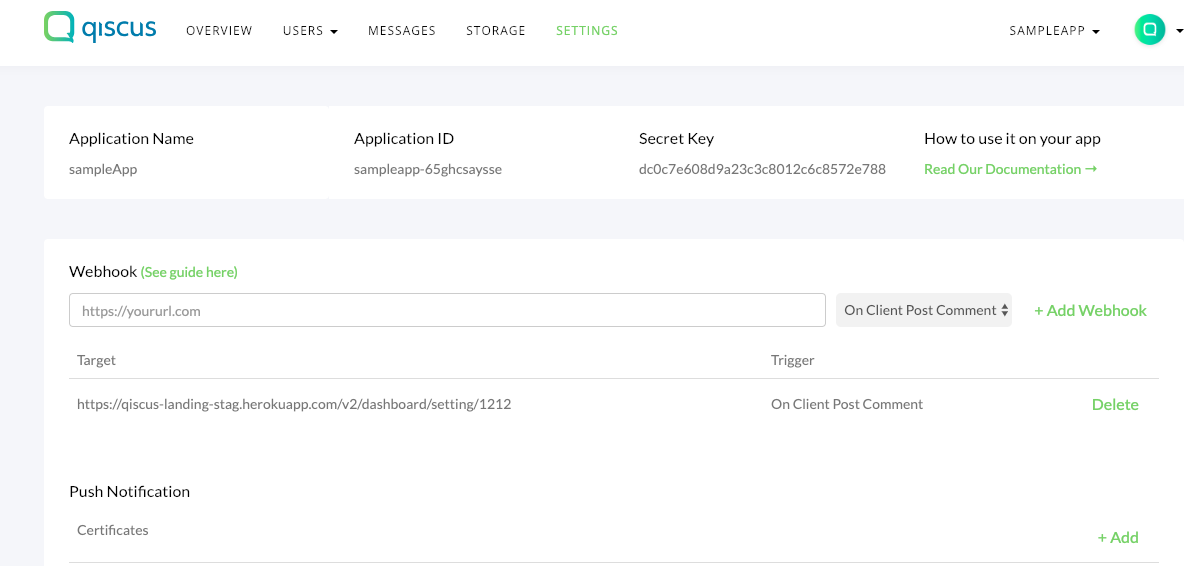 qiscus OVERVIEW USERS MESSAGES STORAGE SETTINGS SAMPLEAPP
Application Name Application ID Secret Key How to use it on your app
sampleApp sampleapp-65ghcsaysse dc0c7e608d9a23c3c8012c6c8572e788 Read Our Documentation →
Webhook (See guide here)
https://yoururl.com On Client Post Comment + Add Webhook
Target Trigger
https://qiscus-landing-stag.herokuapp.com/v2/dashboard/setting/1212 On Client Post Comment Delete
Push Notification
Certificates + Add